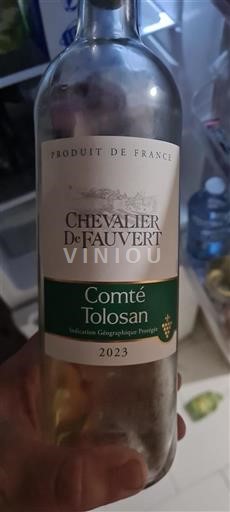 PRODUIT DE FRANCE
CHEVALIER
DE FAUVERT
VINIOU
Comté
Tolosan
Indication Géographique Protégée
2023